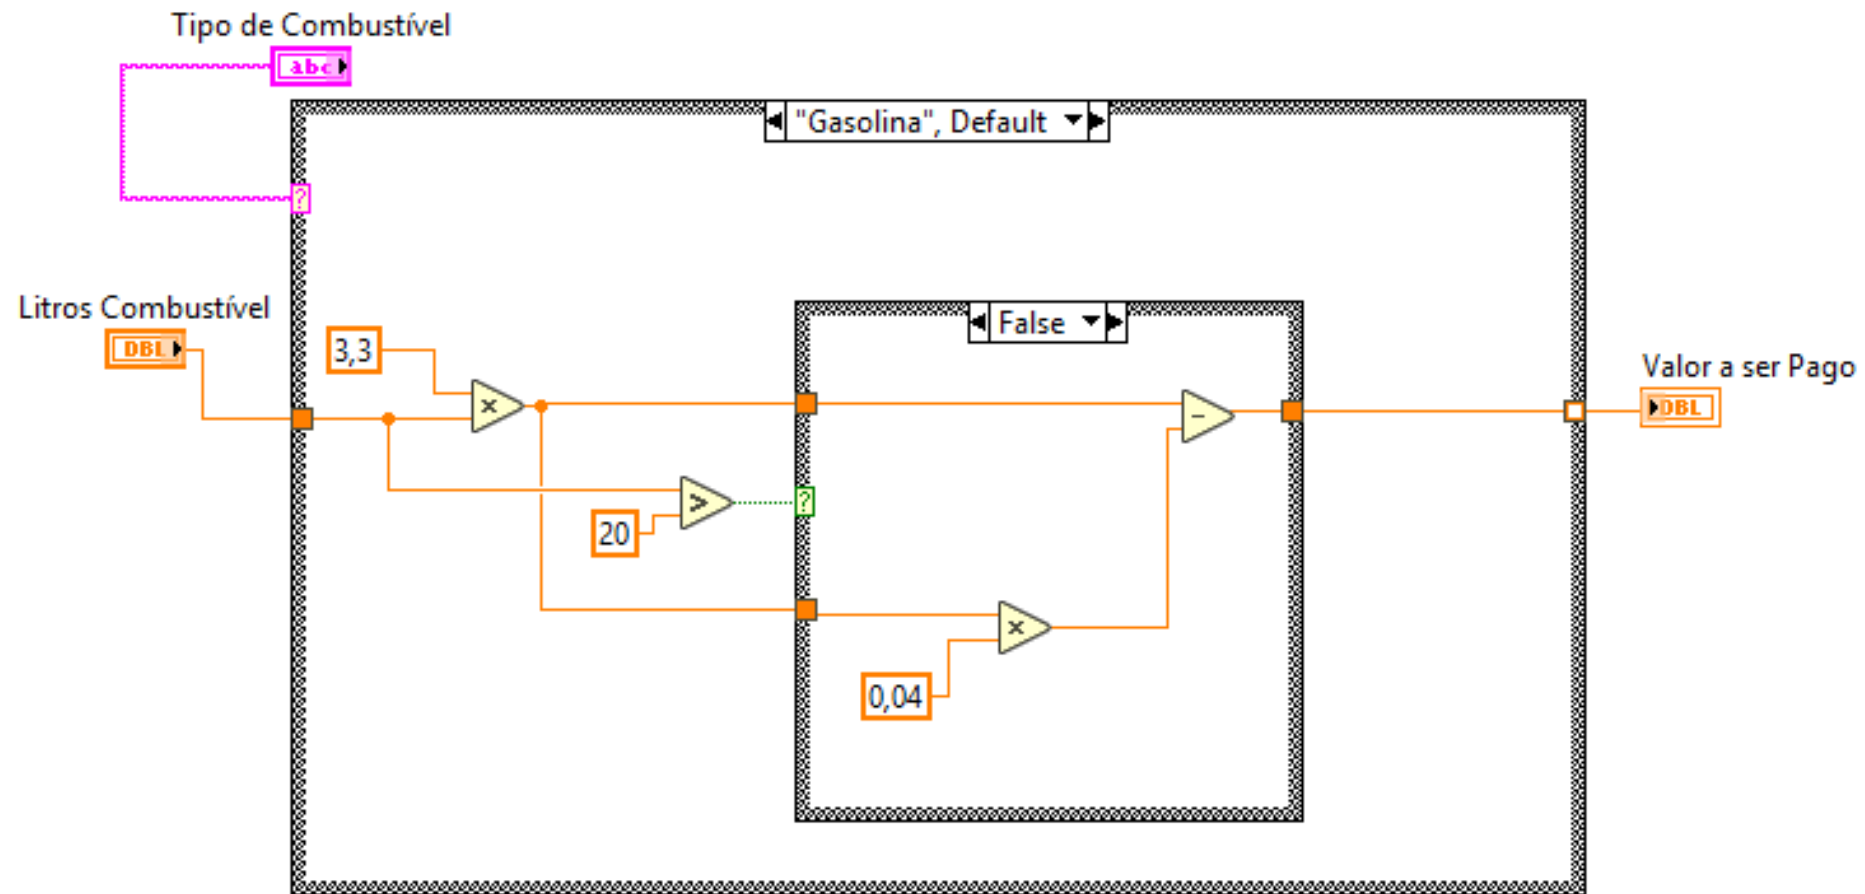 Tipo de Combustível
abc
"Gasolina", Default
?
Litros Combustível
DBL
3,3
×
False
Valor a ser Pago
DBL
-
>
?
20
×
0,04